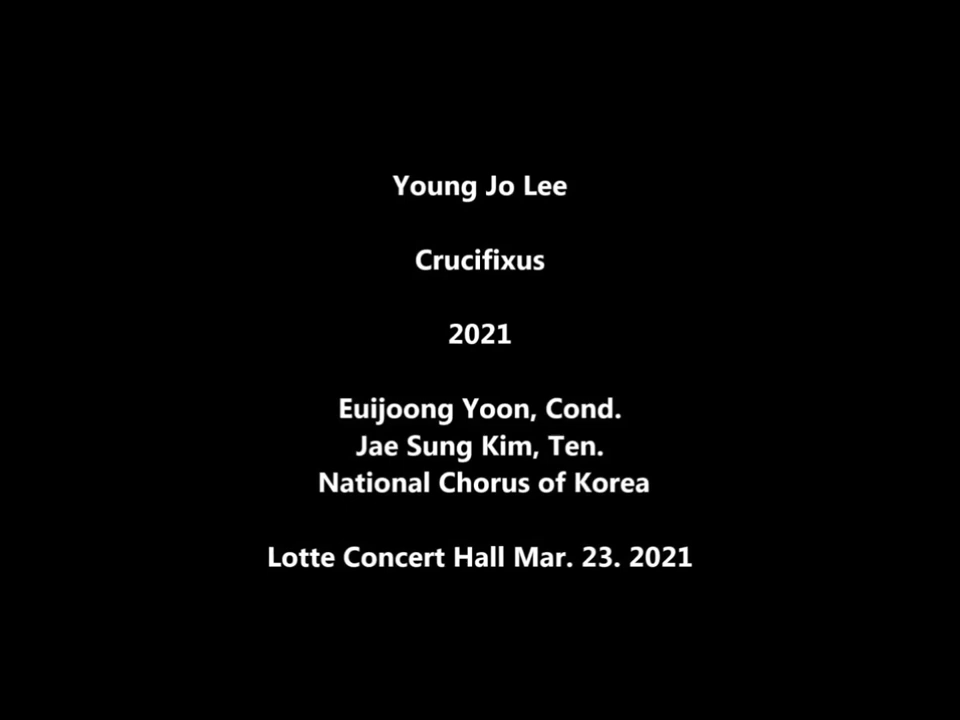 Young Jo Lee
Crucifixus
2021
Euijoong Yoon, Cond.
Jae Sung Kim, Ten.
National Chorus of Korea
Lotte Concert Hall Mar. 23. 2021